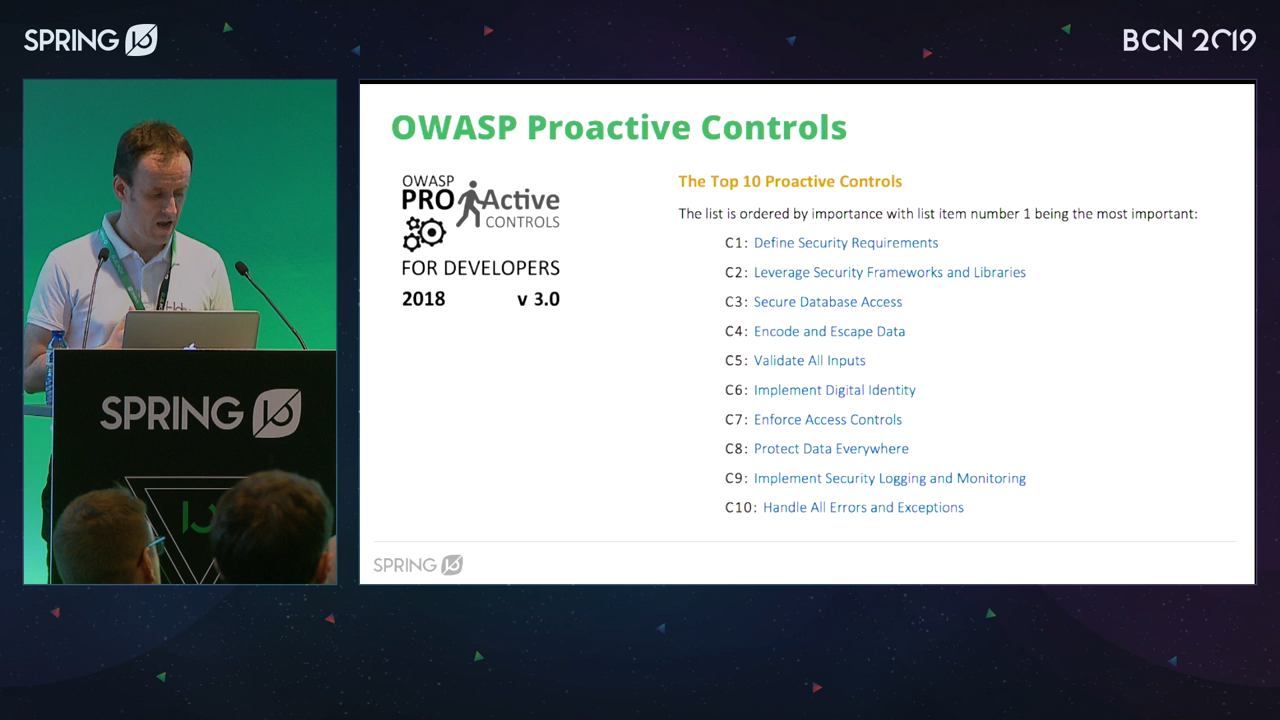 SPRING IO
BCN 2019
OWASP Proactive Controls
OWASP
PRO Active
CONTROLS
FOR DEVELOPERS
2018 v 3.0
The Top 10 Proactive Controls
The list is ordered by importance with list item number 1 being the most important:
C1: Define Security Requirements
C2: Leverage Security Frameworks and Libraries
C3: Secure Database Access
C4: Encode and Escape Data
C5: Validate All Inputs
C6: Implement Digital Identity
C7: Enforce Access Controls
C8: Protect Data Everywhere
C9: Implement Security Logging and Monitoring
C10: Handle All Errors and Exceptions
SPRING IO
SPRING IO
IO